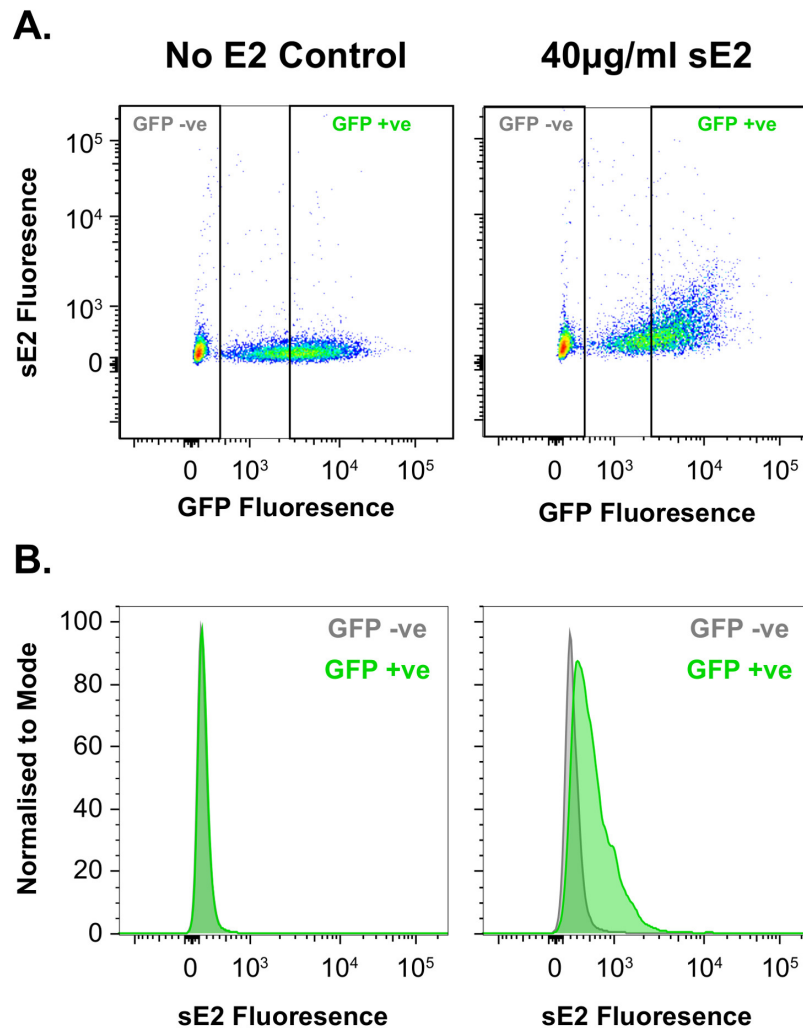 A.
No E2 Control
40µg/ml sE2
GFP -ve
GFP +ve
GFP -ve
GFP +ve
sE2 Fluoresence
10⁵
10⁴
10³
0
0 10³ 10⁴ 10⁵
0 10³ 10⁴ 10⁵
GFP Fluoresence
GFP Fluoresence
B.
Normalised to Mode
100
80
60
40
20
0
GFP -ve
GFP +ve
GFP -ve
GFP +ve
0 10³ 10⁴ 10⁵
0 10³ 10⁴ 10⁵
sE2 Fluoresence
sE2 Fluoresence